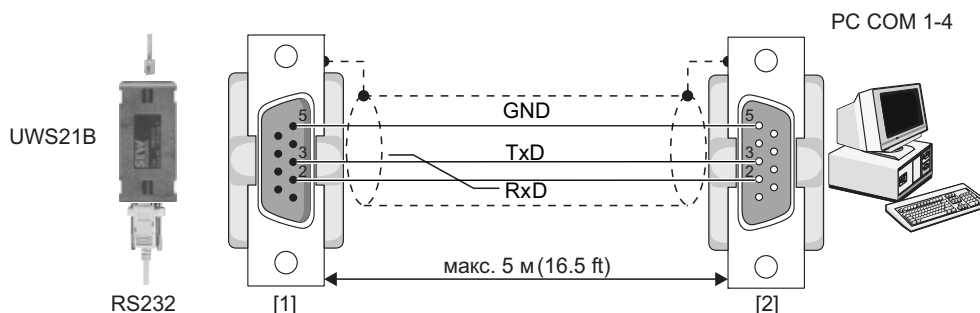 PC COM 1-4
UWS21B
5 GND 5
3 TxD 3
2 RxD 2
макс. 5 м (16.5 ft)
RS232 [1] [2]